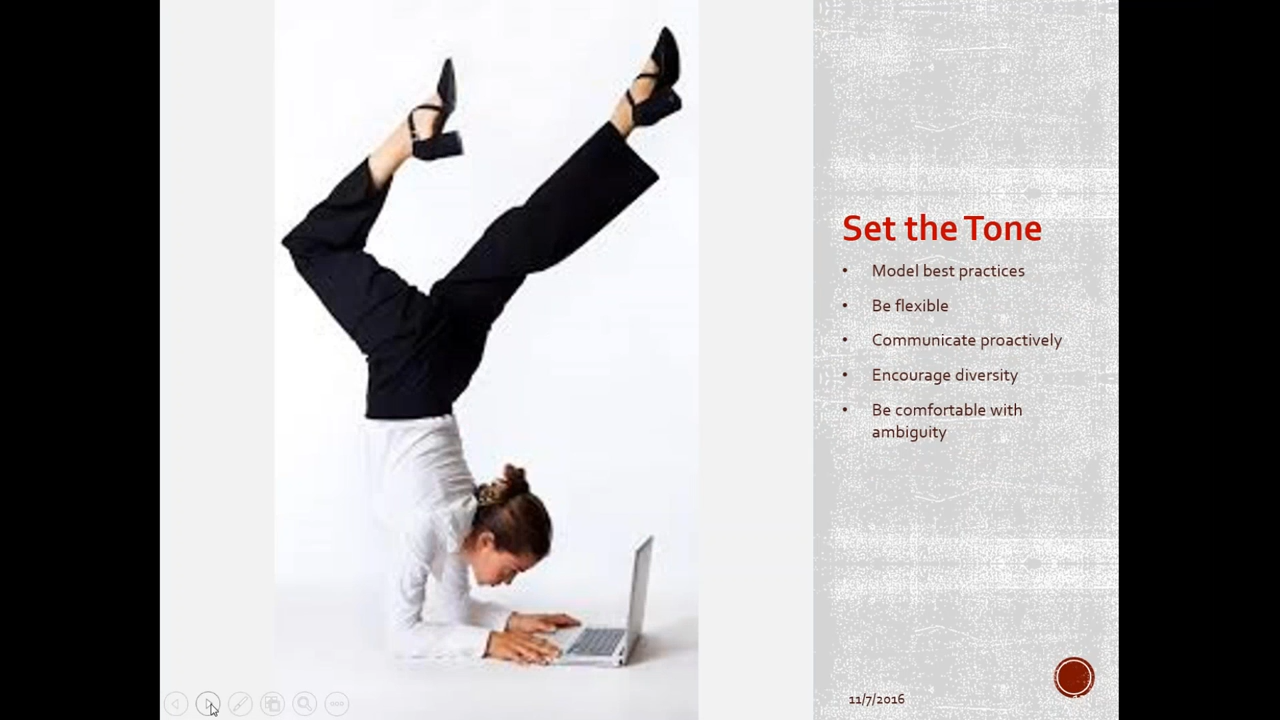 Set the Tone
• Model best practices
• Be flexible
• Communicate proactively
• Encourage diversity
• Be comfortable with
ambiguity
11/7/2016